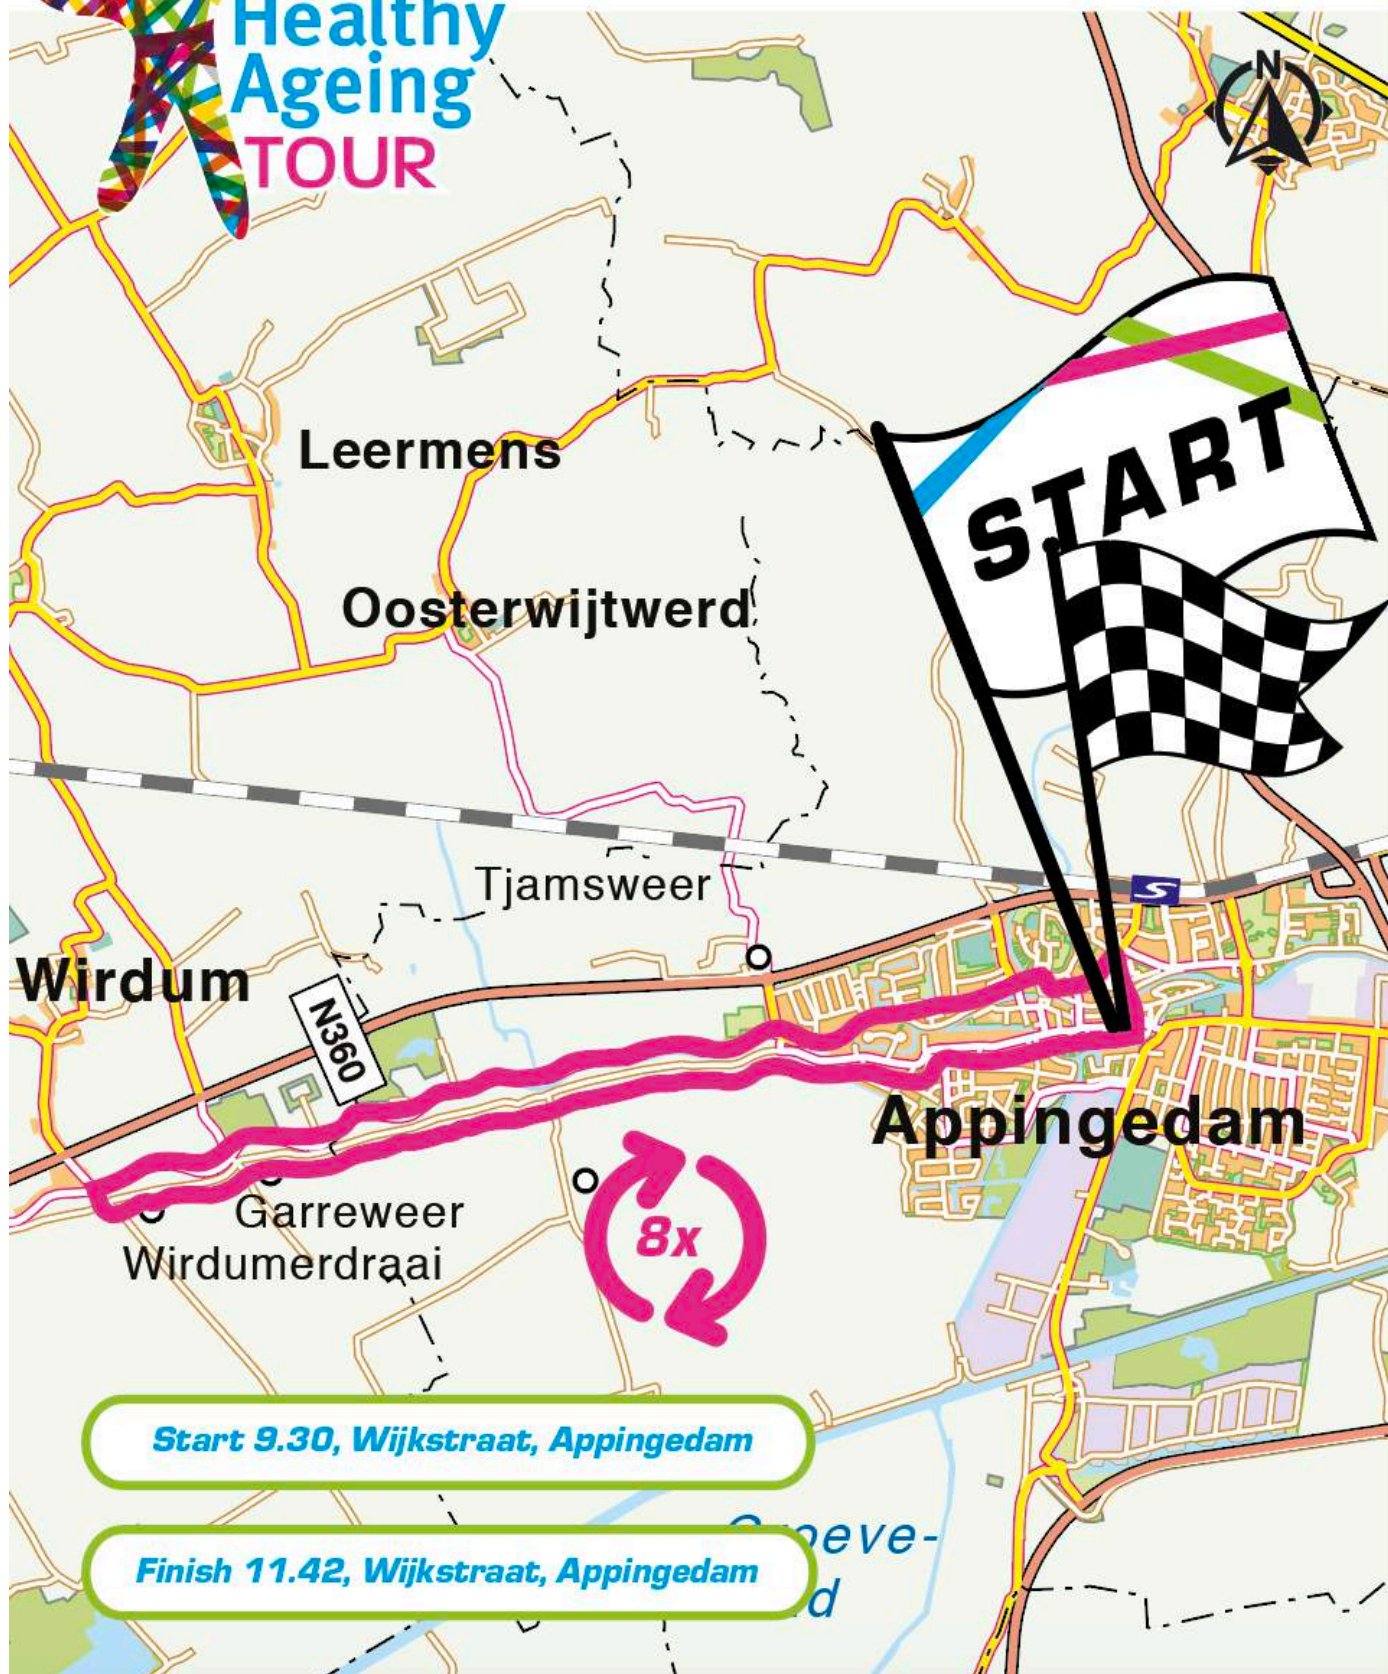 Healthy
Ageing
TOUR
N
START
Leermens
Oosterwijtwerd
S
Tjamsweer
Wirdum
N360
Appingedam
Garreweer
Wirdumerdraai
8x
Start 9.30, Wijkstraat, Appingedam
Finish 11.42, Wijkstraat, Appingedam